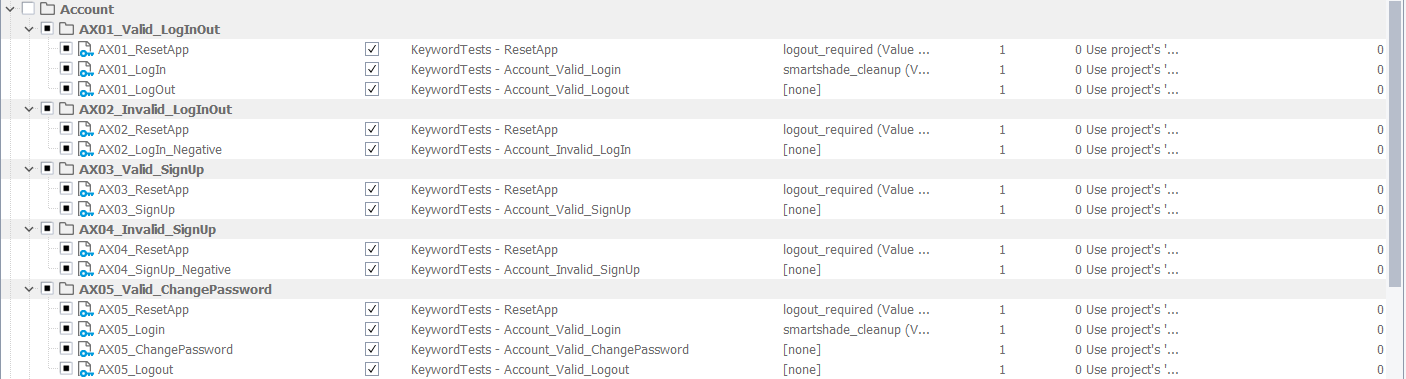 Account
AX01_Valid_LogInOut
AX01_ResetApp KeywordTests - ResetApp logout_required (Value ... 1 0 Use project's '... 0
AX01_LogIn KeywordTests - Account_Valid_Login smartshade_cleanup (V... 1 0 Use project's '... 0
AX01_LogOut KeywordTests - Account_Valid_Logout [none] 1 0 Use project's '... 0
AX02_Invalid_LogInOut
AX02_ResetApp KeywordTests - ResetApp logout_required (Value ... 1 0 Use project's '... 0
AX02_LogIn_Negative KeywordTests - Account_Invalid_LogIn [none] 1 0 Use project's '... 0
AX03_Valid_SignUp
AX03_ResetApp KeywordTests - ResetApp logout_required (Value ... 1 0 Use project's '... 0
AX03_SignUp KeywordTests - Account_Valid_SignUp [none] 1 0 Use project's '... 0
AX04_Invalid_SignUp
AX04_ResetApp KeywordTests - ResetApp logout_required (Value ... 1 0 Use project's '... 0
AX04_SignUp_Negative KeywordTests - Account_Invalid_SignUp [none] 1 0 Use project's '... 0
AX05_Valid_ChangePassword
AX05_ResetApp KeywordTests - ResetApp logout_required (Value ... 1 0 Use project's '... 0
AX05_Login KeywordTests - Account_Valid_Login smartshade_cleanup (V... 1 0 Use project's '... 0
AX05_ChangePassword KeywordTests - Account_Valid_ChangePassword [none] 1 0 Use project's '... 0
AX05_Logout KeywordTests - Account_Valid_Logout [none] 1 0 Use project's '... 0